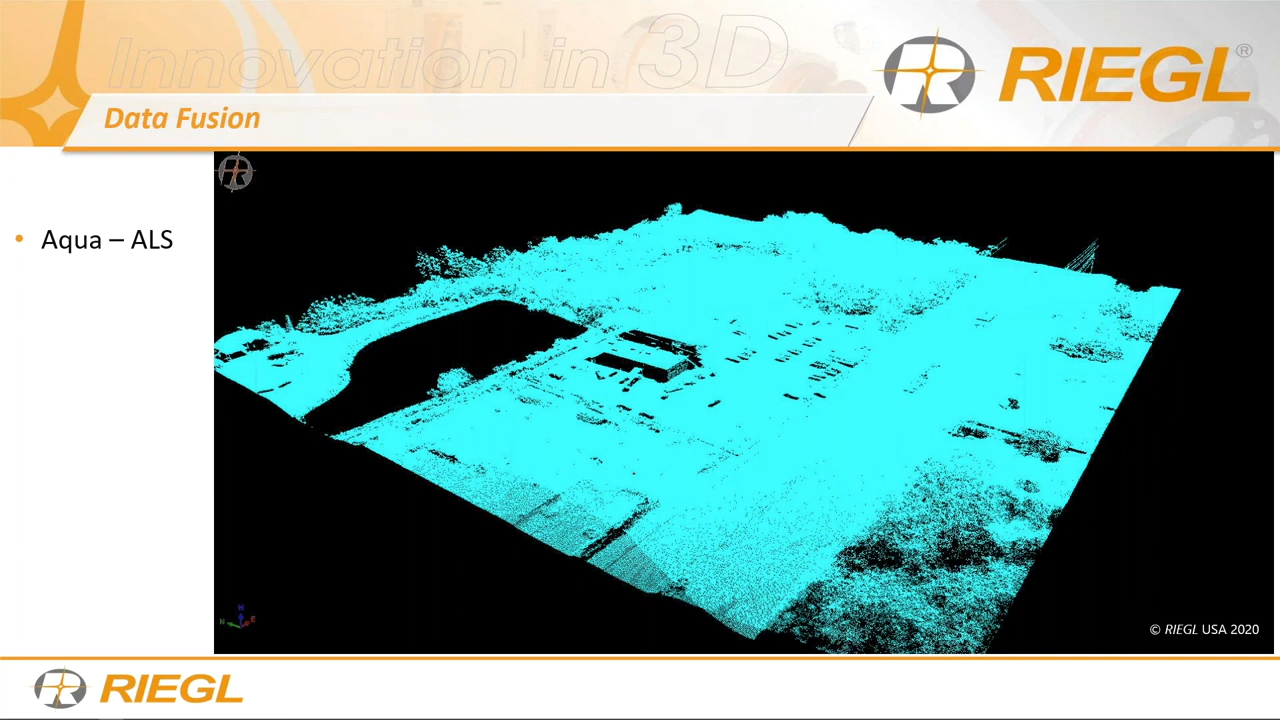 Innovation in 3D
RIEGL®
Data Fusion
• Aqua – ALS
H
N
E
© RIEGL USA 2020
RIEGL